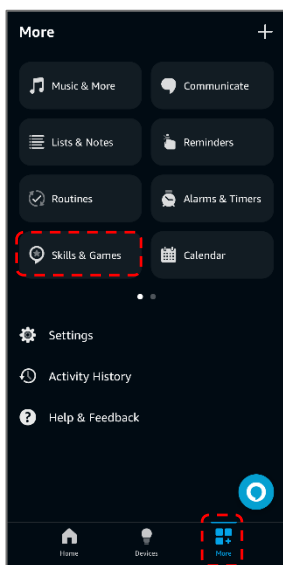 More
Music & More
Communicate
Lists & Notes
Reminders
Routines
Alarms & Timers
Skills & Games
Calendar
Settings
Activity History
Help & Feedback
Home
Devices
More